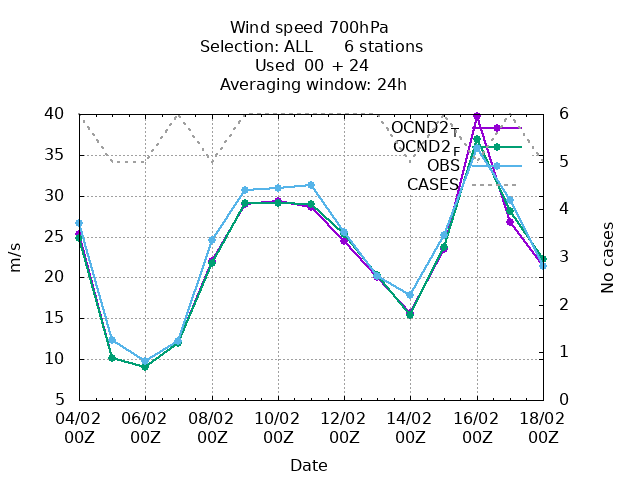 Wind speed 700hPa
Selection: ALL      6 stations
Used  00 + 24
Averaging window: 24h
40
35
30
25
20
15
10
5
m/s
6
5
4
3
2
1
0
No cases
OCND2_T
OCND2_F
OBS
CASES
04/02 06/02 08/02 10/02 12/02 14/02 16/02 18/02
00Z 00Z 00Z 00Z 00Z 00Z 00Z 00Z
Date